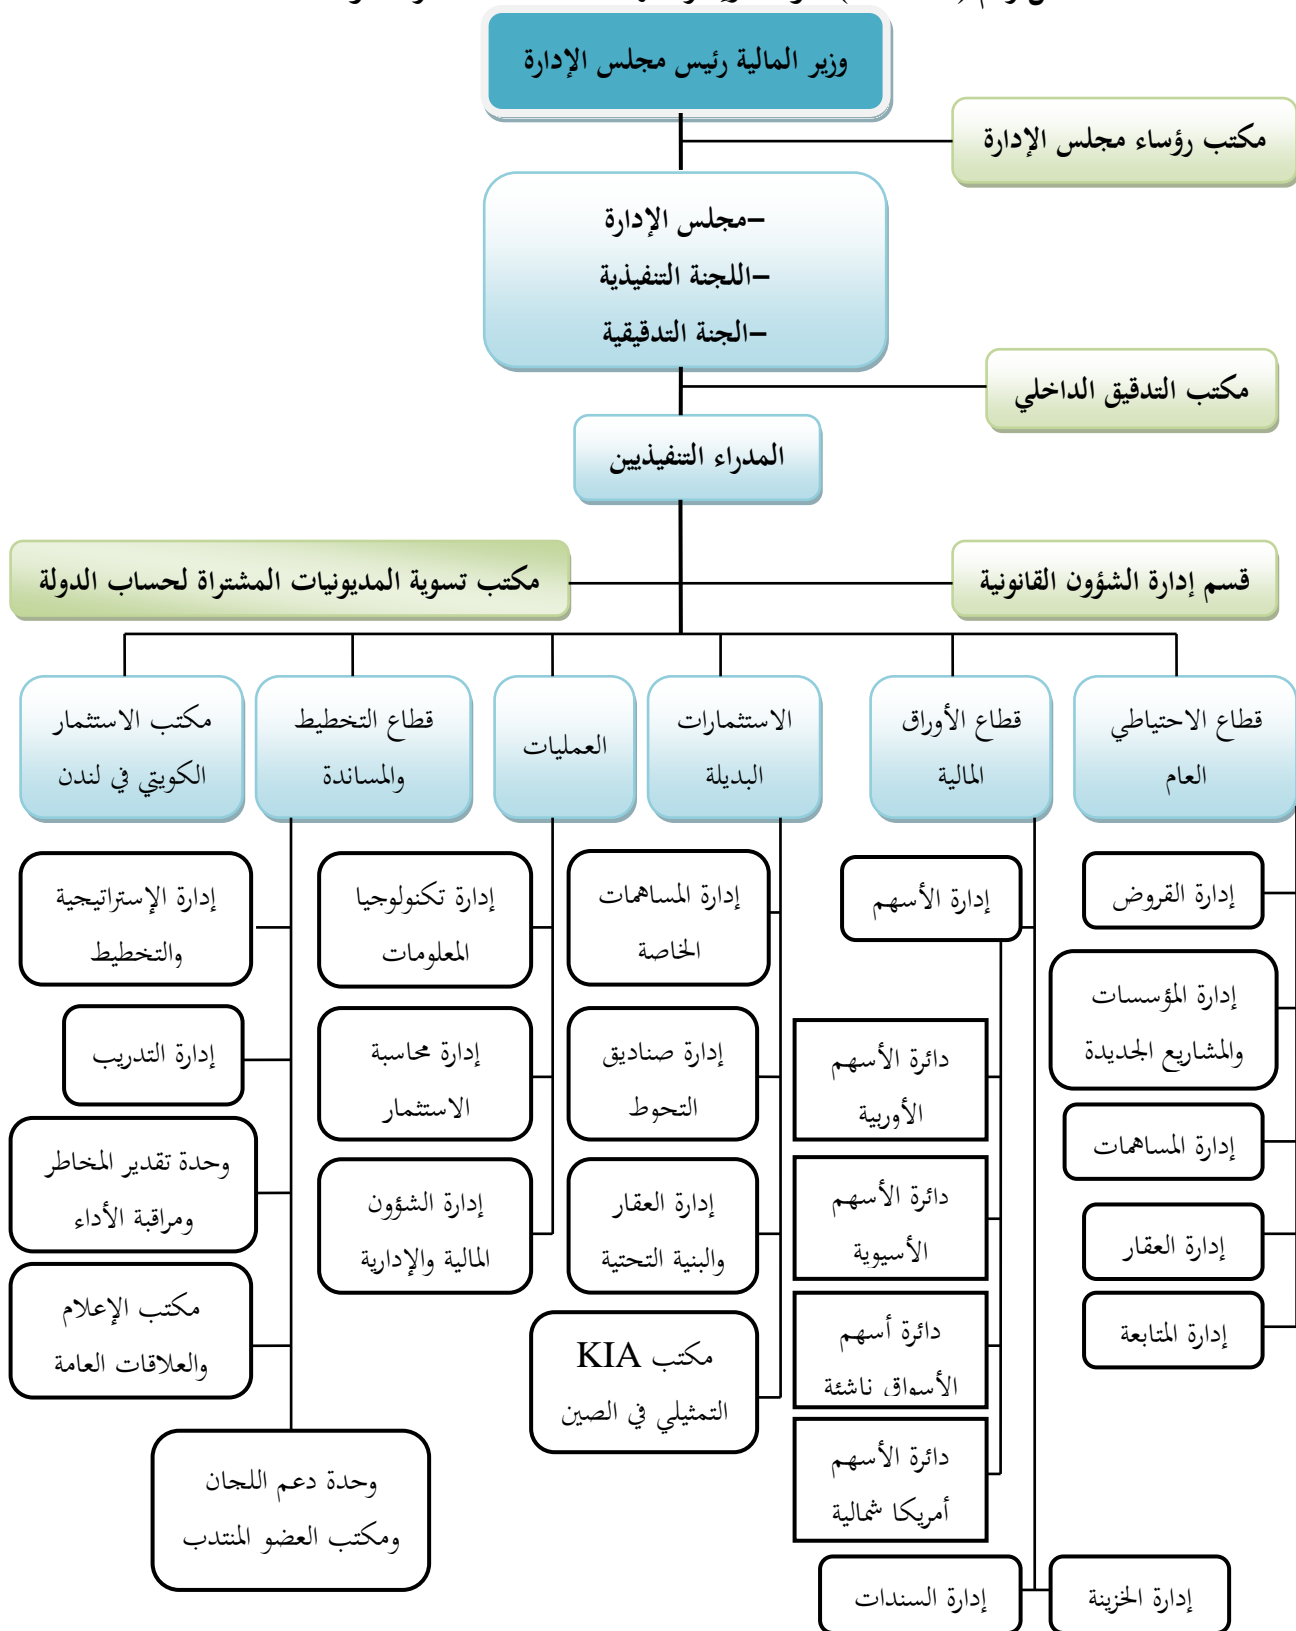 وزير المالية رئيس مجلس الإدارة
مكتب رؤساء مجلس الإدارة
–مجلس الإدارة
–اللجنة التنفيذية
–الجنة التدقيقية
مكتب التدقيق الداخلي
المدراء التنفيذيين
قسم إدارة الشؤون القانونية
مكتب تسوية المديونيات المشتراة لحساب الدولة
قطاع الاحتياطي
العام
قطاع الأوراق
المالية
الاستثمارات
البديلة
العمليات
قطاع التخطيط
والمساندة
مكتب الاستثمار
الكويتي في لندن
إدارة القروض
إدارة المؤسسات
والمشاريع الجديدة
إدارة المساهمات
إدارة العقار
إدارة المتابعة
إدارة الأسهم
دائرة الأسهم
الأوربية
دائرة الأسهم
الأسيوية
دائرة أسهم
الأسواق ناشئة
دائرة الأسهم
أمريكا شمالية
إدارة الخزينة
إدارة السندات
إدارة المساهمات
الخاصة
إدارة صناديق
التحوط
إدارة العقار
والبنية التحتية
مكتب KIA
التمثيلي في الصين
إدارة تكنولوجيا
المعلومات
إدارة محاسبة
الاستثمار
إدارة الشؤون
المالية والإدارية
إدارة الإستراتيجية
والتخطيط
إدارة التدريب
وحدة تقدير المخاطر
ومراقبة الأداء
مكتب الإعلام
والعلاقات العامة
وحدة دعم اللجان
ومكتب العضو المنتدب